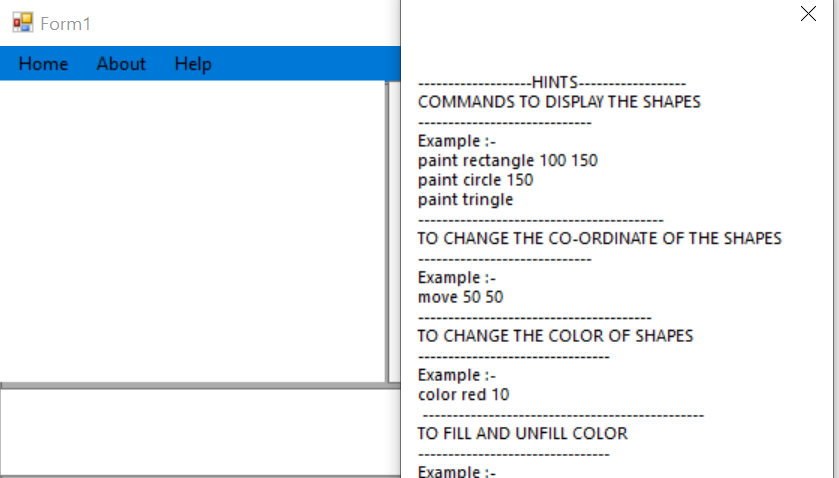 Form1
Home About Help
-------------------HINTS------------------
COMMANDS TO DISPLAY THE SHAPES
-----------------------------
Example :-
paint rectangle 100 150
paint circle 150
paint tringle
-----------------------------------------
TO CHANGE THE CO-ORDINATE OF THE SHAPES
-----------------------------
Example :-
move 50 50
---------------------------------------
TO CHANGE THE COLOR OF SHAPES
--------------------------------
Example :-
color red 10
-----------------------------------------------
TO FILL AND UNFILL COLOR
--------------------------------
Example :-